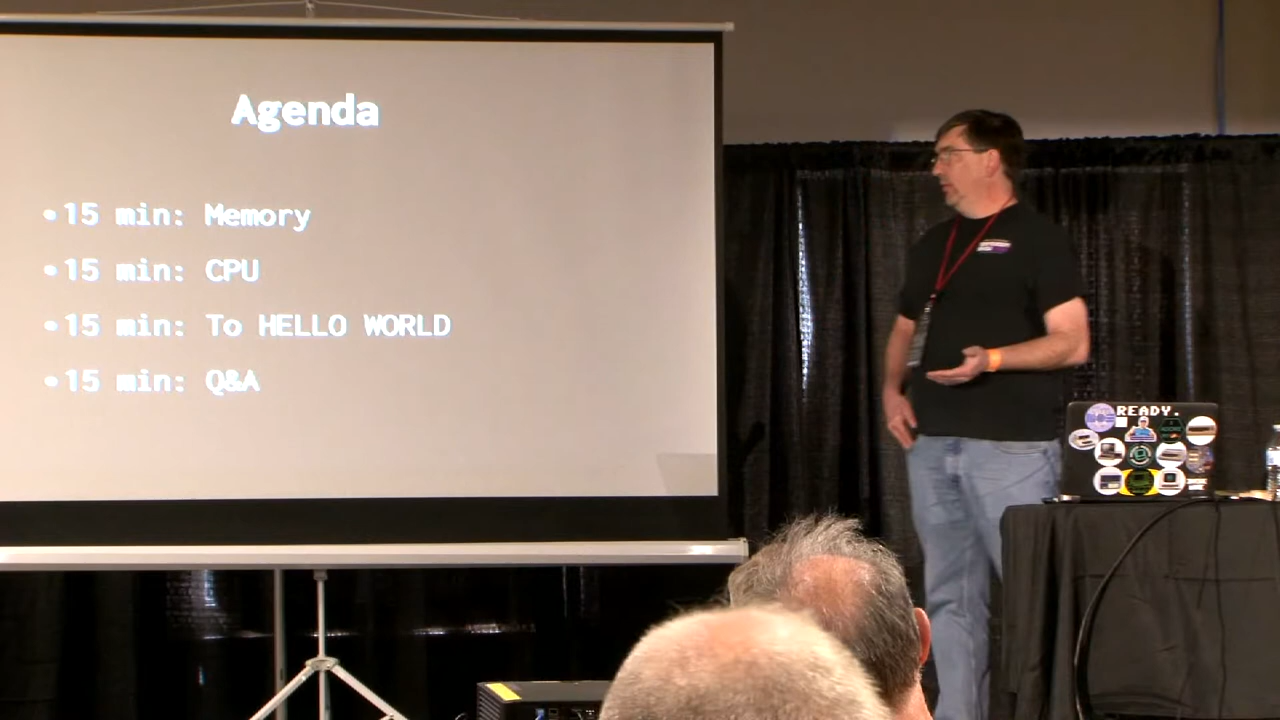 Agenda
•15 min: Memory
•15 min: CPU
•15 min: To HELLO WORLD
•15 min: Q&A
READY.